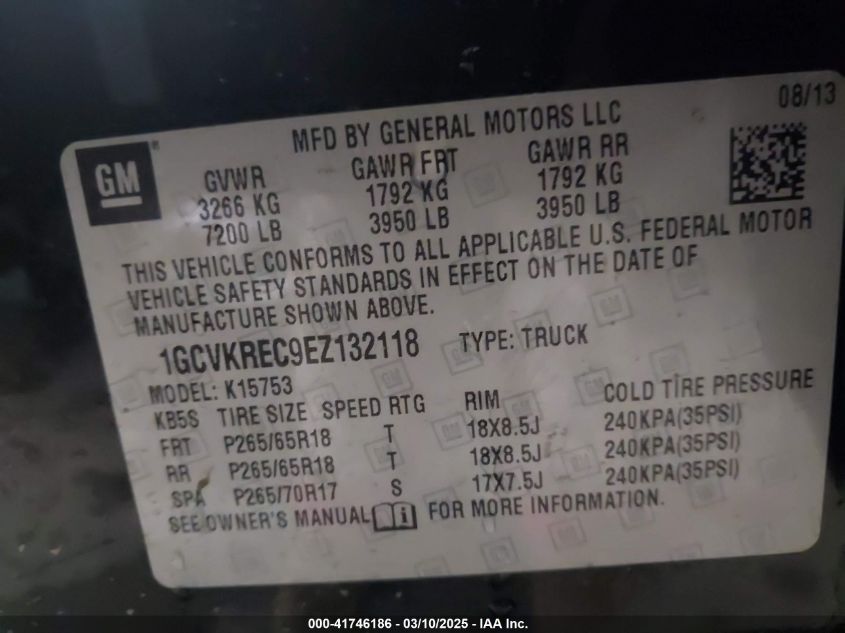 08/13
MFD BY GENERAL MOTORS LLC
GM®
GVWR GAWR FRT GAWR RR
3266 KG 1792 KG 1792 KG
7200 LB 3950 LB 3950 LB
THIS VEHICLE CONFORMS TO ALL APPLICABLE U.S. FEDERAL MOTOR
VEHICLE SAFETY STANDARDS IN EFFECT ON THE DATE OF
MANUFACTURE SHOWN ABOVE.
1GCVKREC9EZ132118 TYPE: TRUCK
MODEL: K15753
KB5S TIRE SIZE SPEED RTG RIM COLD TIRE PRESSURE
FRT P265/65R18 T 18X8.5J 240KPA(35PSI)
RR P265/65R18 T 18X8.5J 240KPA(35PSI)
SPA P265/70R17 S 17X7.5J 240KPA(35PSI)
SEE OWNER'S MANUAL FOR MORE INFORMATION.
000-41746186 - 03/10/2025 - IAA Inc.